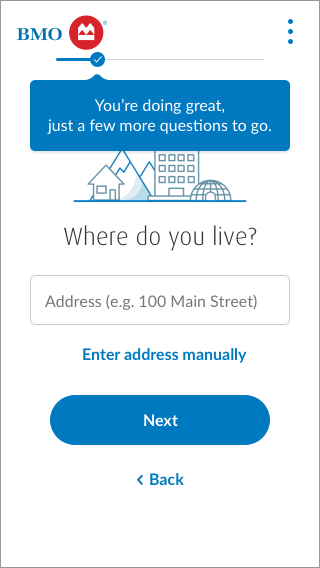 BMO
You’re doing great,
just a few more questions to go.
Where do you live?
Address (e.g. 100 Main Street)
Enter address manually
Next
Back